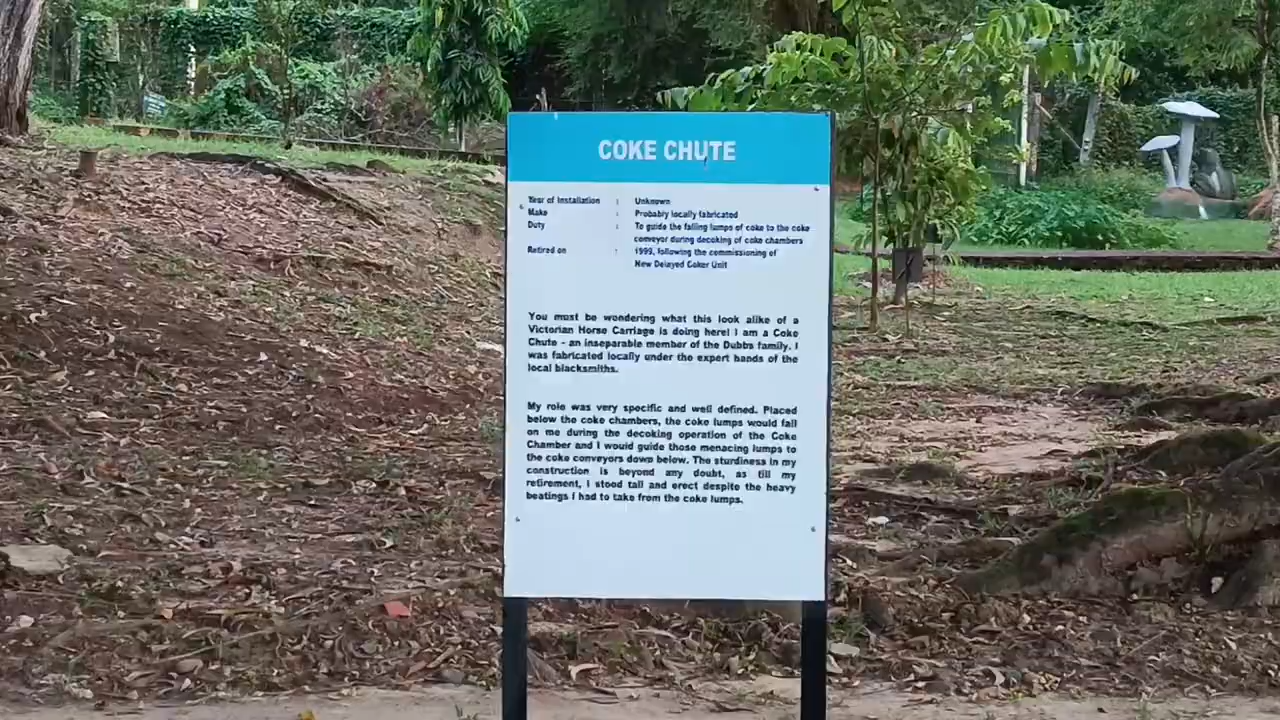 COKE CHUTE
Year of Installation : Unknown
Make : Probably locally fabricated
Duty : To guide the falling lumps of coke to the coke
conveyor during decoking of coke chambers
Retired on : 1999, following the commissioning of
New Delayed Coker Unit
You must be wondering what this look alike of a
Victorian Horse Carriage is doing here! I am a Coke
Chute - an inseparable member of the Dubbs family. I
was fabricated locally under the expert hands of the
local blacksmiths.
My role was very specific and well defined. Placed
below the coke chambers, the coke lumps would fall
on me during the decoking operation of the Coke
Chamber and I would guide those menacing lumps to
the coke conveyors down below. The sturdiness in my
construction is beyond any doubt, as till my
retirement, I stood tall and erect despite the heavy
beatings I had to take from the coke lumps.